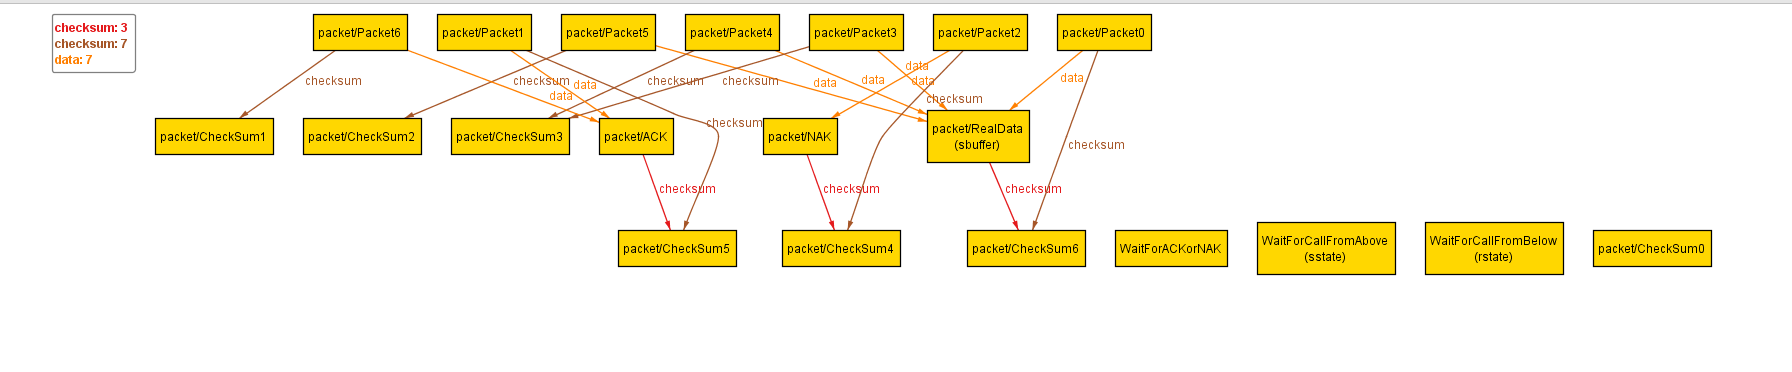 checksum: 3
checksum: 7
data: 7
packet/Packet6
packet/Packet1
packet/Packet5
packet/Packet4
packet/Packet3
packet/Packet2
packet/Packet0
checksum
data
checksum
data
checksum
checksum
data
data
data
data
checksum
data
packet/CheckSum1
packet/CheckSum2
packet/CheckSum3
packet/ACK
checksum
packet/NAK
packet/RealData
(sbuffer)
checksum
checksum
checksum
checksum
packet/CheckSum5
packet/CheckSum4
packet/CheckSum6
WaitForACKorNAK
WaitForCallFromAbove
(sstate)
WaitForCallFromBelow
(rstate)
packet/CheckSum0